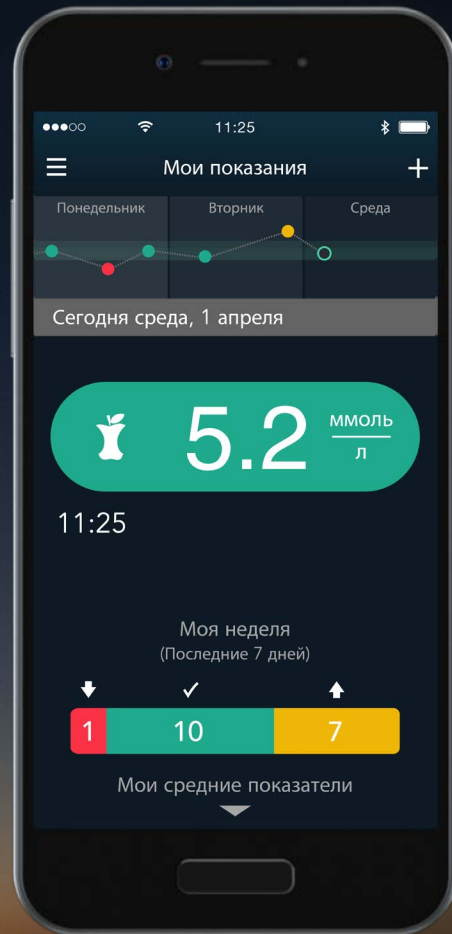 11:25
Мои показания
Понедельник Вторник Среда
Сегодня среда, 1 апреля
5.2 ммоль
л
11:25
Моя неделя
(Последние 7 дней)
1 10 7
Мои средние показатели